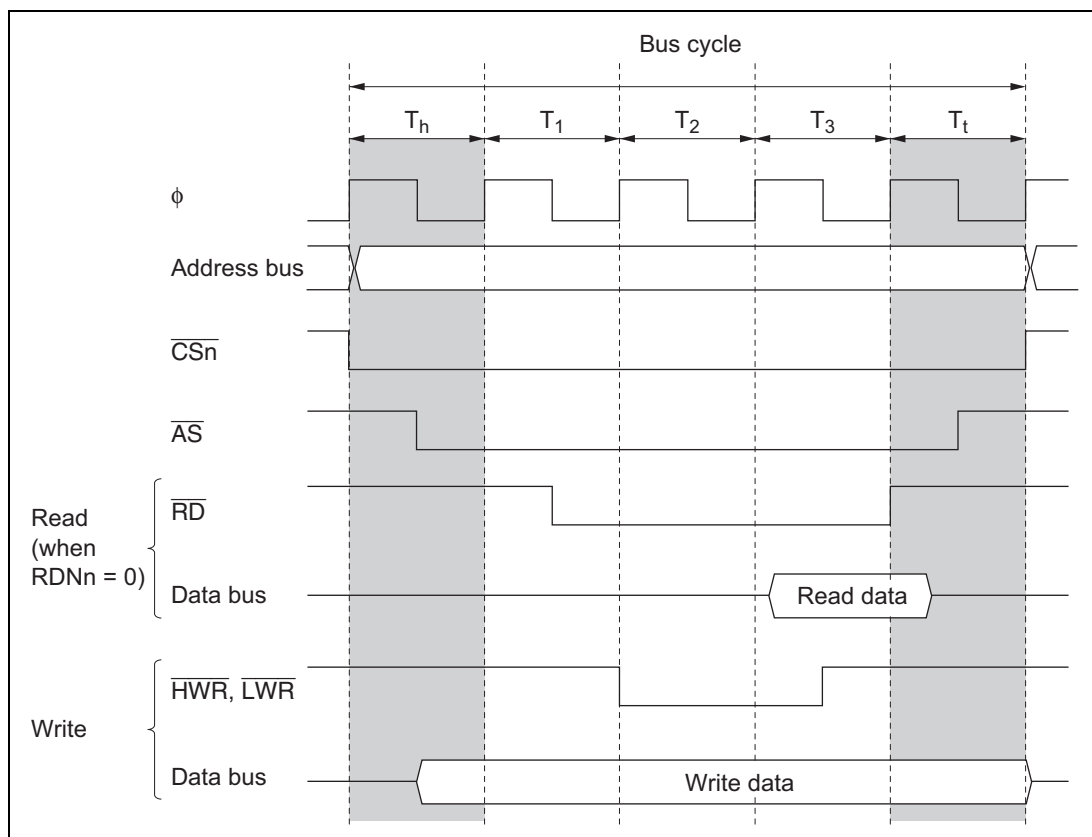 Bus cycle
Th T1 T2 T3 Tt
ϕ
Address bus
CSn
AS
Read
(when
RDNn = 0)
RD
Data bus
Read data
Write
HWR, LWR
Data bus
Write data